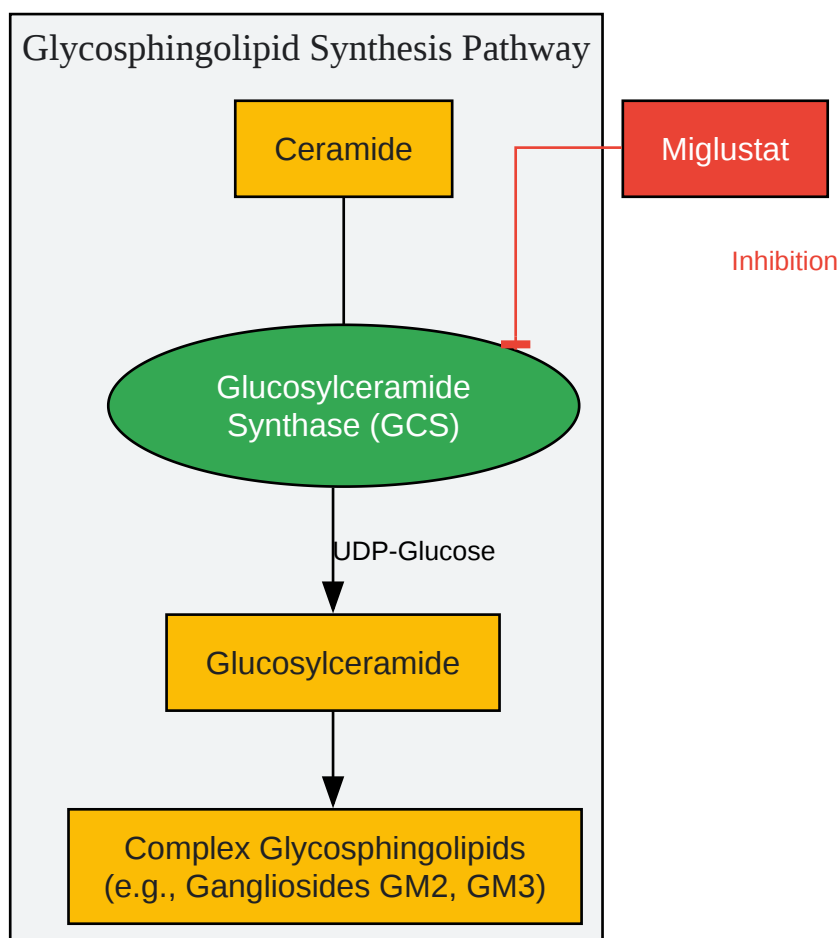 Glycosphingolipid Synthesis Pathway
Ceramide
Miglustat
Inhibition
Glucosylceramide
Synthase (GCS)
UDP-Glucose
Glucosylceramide
Complex Glycosphingolipids
(e.g., Gangliosides GM2, GM3)